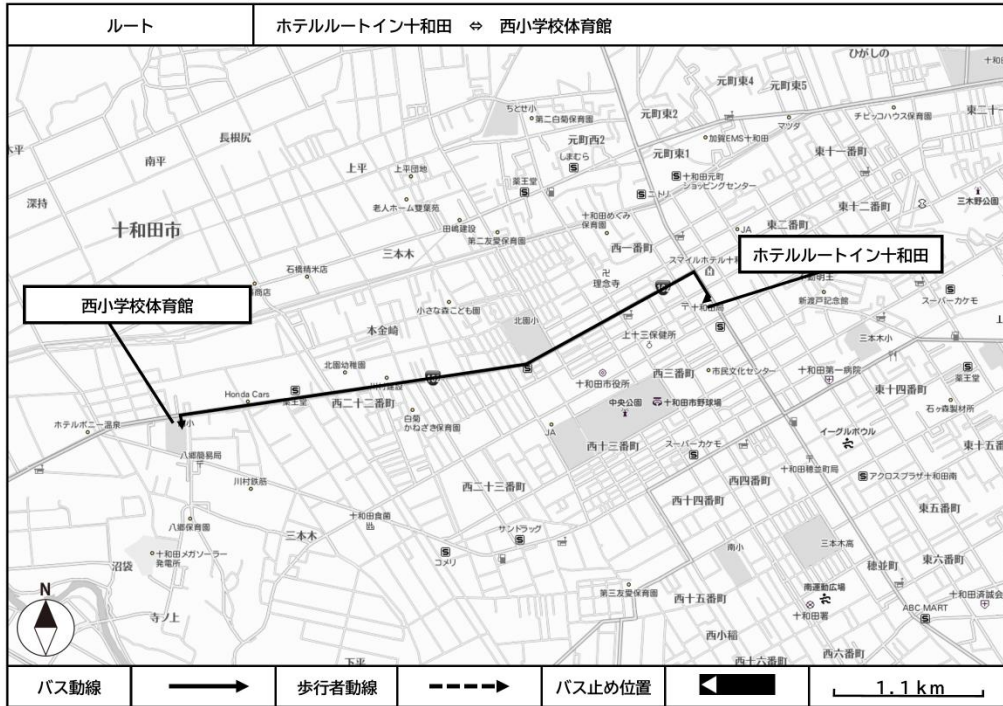 ルート
ホテルルートイン十和田 ⇔ 西小学校体育館
ひがしの
元町東4
元町東5
元町東2
ちとせ小
第二白菊保育園
元町西2
マツダ
チビッコハウス保育園
東二十一
長根尻
加賀EMS十和田
元町東1
東十一番町
南平
上平
上平団地
しまむら
薬王堂
十和田元町
ショッピングセンター
ニトリ
東十二番町
三木野公園
深持
老人ホーム雙葉苑
十和田めぐみ
保育園
東二番町
十和田市
田嶋建設
第二友愛保育園
西一番町
JA
三本木
スマイルホテル十和
ホテルルートイン十和田
石橋精米店
理念寺
新渡戸記念館
スーパーカケモ
西小学校体育館
小さな森こども園
十和田局
本金崎
北園小
上十三保健所
三本木小
北園幼稚園
十和田市役所
西三番町
市民文化センター
十和田第一病院
薬王堂
東十四番町
Honda Cars
薬王堂
西二十二番町
白菊
かねざき保育園
中央公園
十和田市野球場
石ヶ森製材所
ホテルポニー温泉
JA
西十三番町
スーパーカケモ
イーグルボウル
東十五番
八郷簡易局
川村鉄筋
西二十三番町
西四番町
十和田穂並町局
アクロスプラザ十和田南
西十四番町
東五番町
八郷保育園
十和田食菌
三本木
サンドラッグ
コメリ
南小
三本木高
東六番町
十和田メガソーラー
発電所
沼袋
穂並町
第三友愛保育園
西十五番町
南運動広場
十和田済誠会
N
寺ノ上
十和田署
ABC MART
西小稲
下平
西十六番町
西六番町
バス動線
歩行者動線
バス止め位置
1.1km